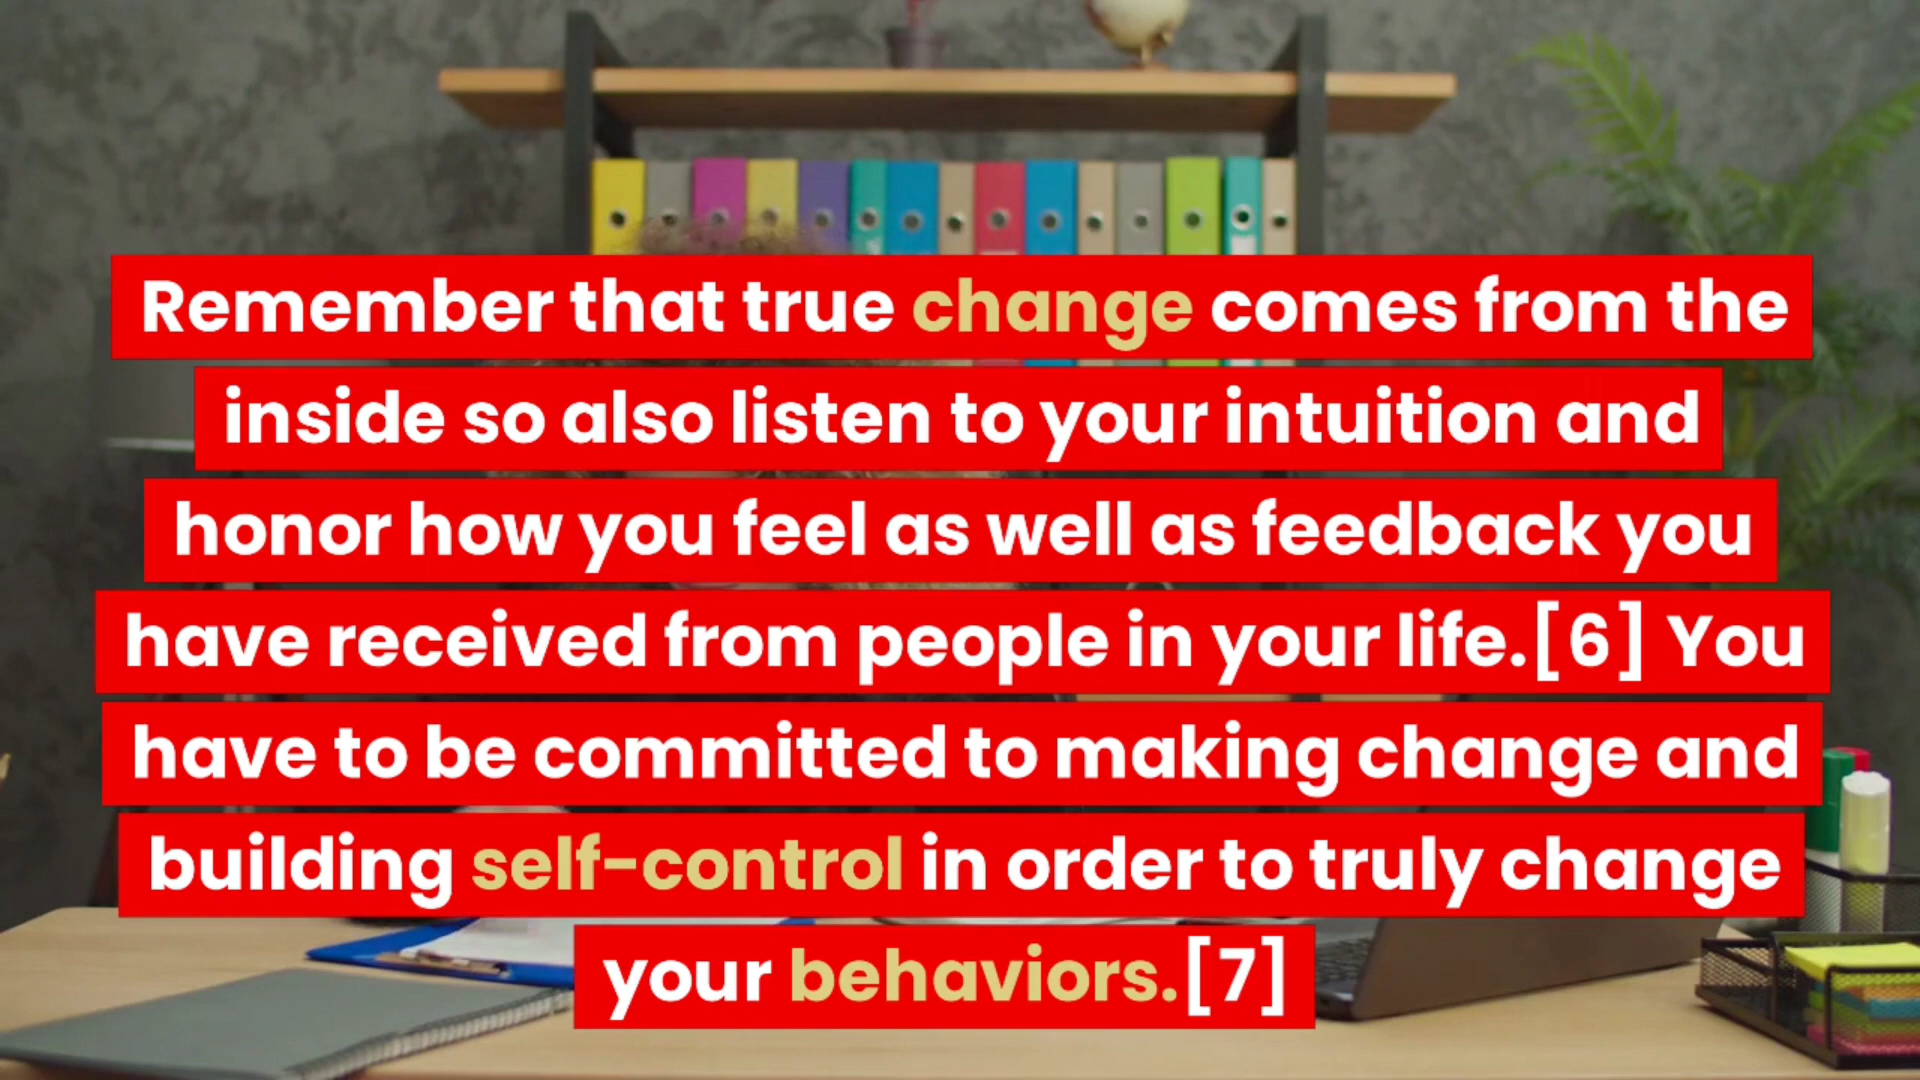 Remember that true change comes from the
inside so also listen to your intuition and
honor how you feel as well as feedback you
have received from people in your life.[6] You
have to be committed to making change and
building self-control in order to truly change
your behaviors.[7]